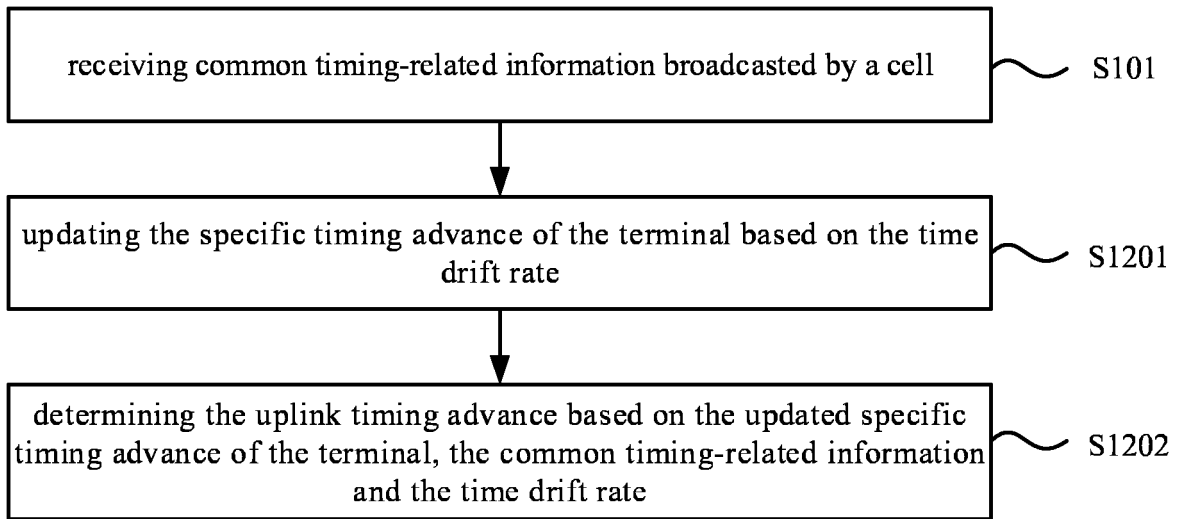 receiving common timing-related information broadcasted by a cell
S101
updating the specific timing advance of the terminal based on the time
drift rate
S1201
determining the uplink timing advance based on the updated specific
timing advance of the terminal, the common timing-related information
and the time drift rate
S1202